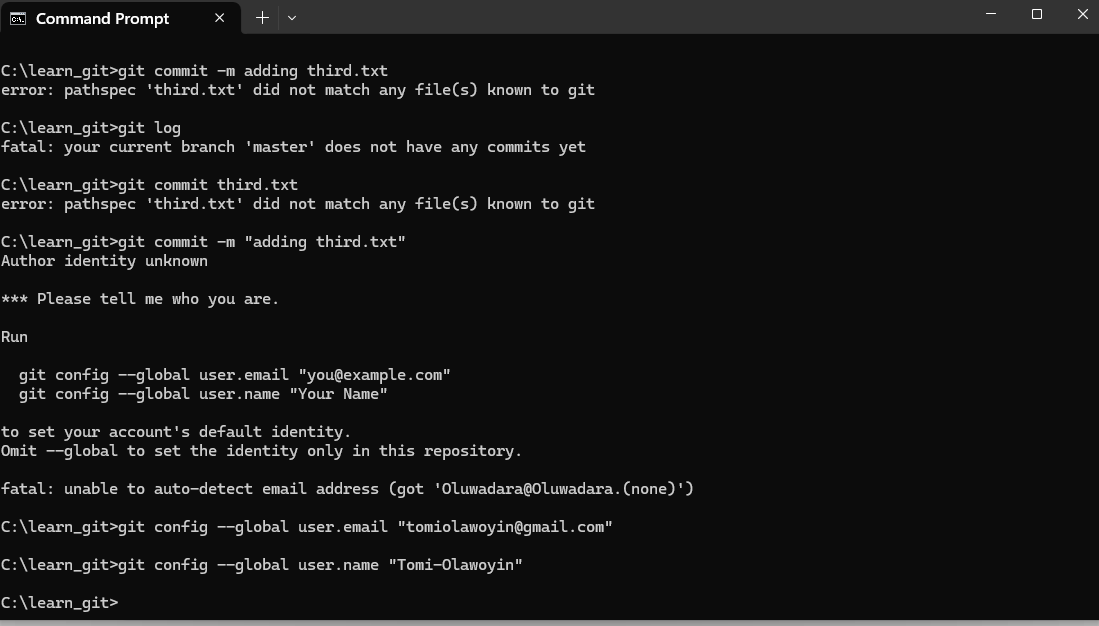 Command Prompt
C:\learn_git>git commit -m adding third.txt
error: pathspec 'third.txt' did not match any file(s) known to git
C:\learn_git>git log
fatal: your current branch 'master' does not have any commits yet
C:\learn_git>git commit third.txt
error: pathspec 'third.txt' did not match any file(s) known to git
C:\learn_git>git commit -m "adding third.txt"
Author identity unknown
*** Please tell me who you are.
Run
  git config --global user.email "you@example.com"
  git config --global user.name "Your Name"
to set your account's default identity.
Omit --global to set the identity only in this repository.
fatal: unable to auto-detect email address (got 'Oluwadara@Oluwadara.(none)')
C:\learn_git>git config --global user.email "tomiolawoyin@gmail.com"
C:\learn_git>git config --global user.name "Tomi-Olawoyin"
C:\learn_git>